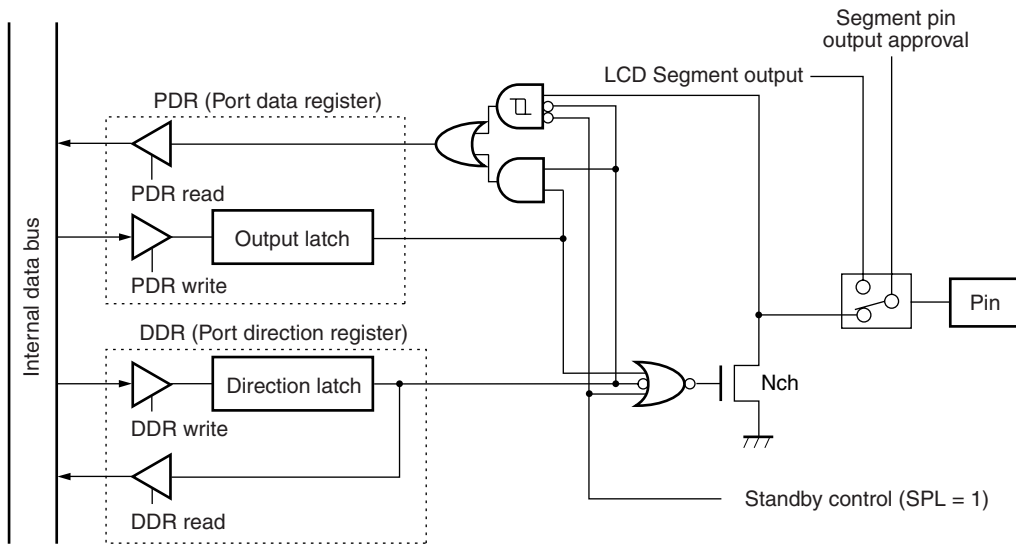 Segment pin
output approval
LCD Segment output
PDR (Port data register)
PDR read
Output latch
PDR write
Internal data bus
Pin
DDR (Port direction register)
Direction latch
Nch
DDR write
Standby control (SPL = 1)
DDR read